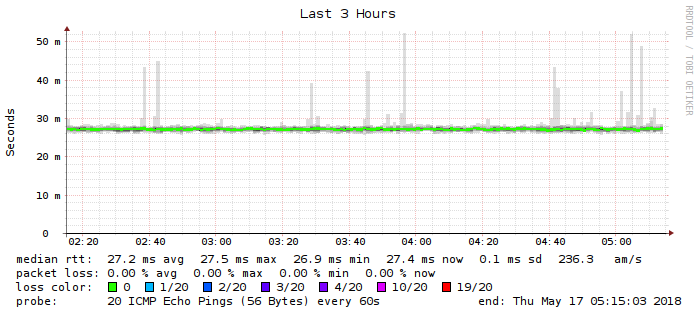 Last 3 Hours
RRDTOOL / TOBI OETIKER
Seconds
50 m
40 m
30 m
20 m
10 m
0
02:20 02:40 03:00 03:20 03:40 04:00 04:20 04:40 05:00
median rtt: 27.2 ms avg 27.5 ms max 26.9 ms min 27.4 ms now 0.1 ms sd 236.3 am/s
packet loss: 0.00 % avg 0.00 % max 0.00 % min 0.00 % now
loss color: 0 1/20 2/20 3/20 4/20 10/20 19/20
probe: 20 ICMP Echo Pings (56 Bytes) every 60s end: Thu May 17 05:15:03 2018